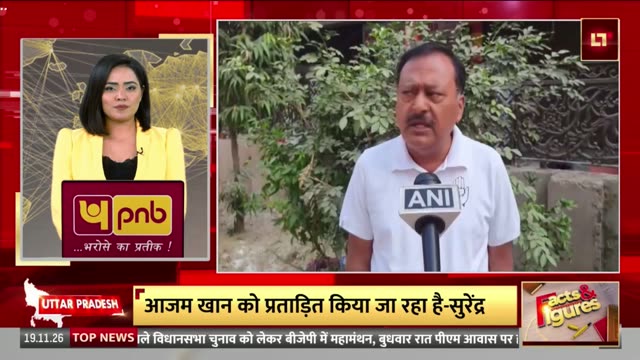 ANI
प pnb
...भरोसे का प्रतीक !
UTTAR PRADESH
आजम खान को प्रताड़ित किया जा रहा है-सुरेंद्र
Facts & figures
19.11.26 TOP NEWS ाले विधानसभा चुनाव को लेकर बीजेपी में महामंथन, बुधवार रात पीएम आवास पर